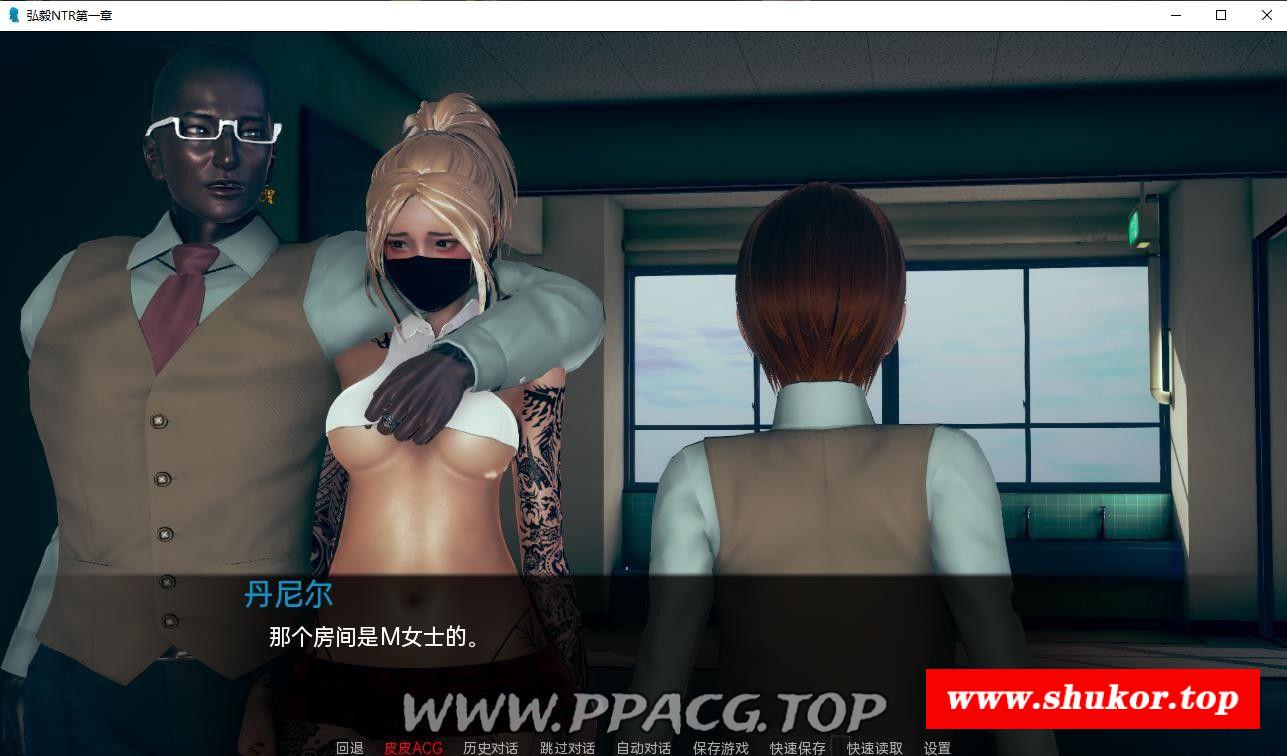 弘毅NTR第一章
丹尼尔
那个房间是M女士的。
WWW.PPACG.TOP
www.shukor.top
回退 皮皮ACG 历史对话 跳过对话 自动对话 保存游戏 快速保存 快速读取 设置